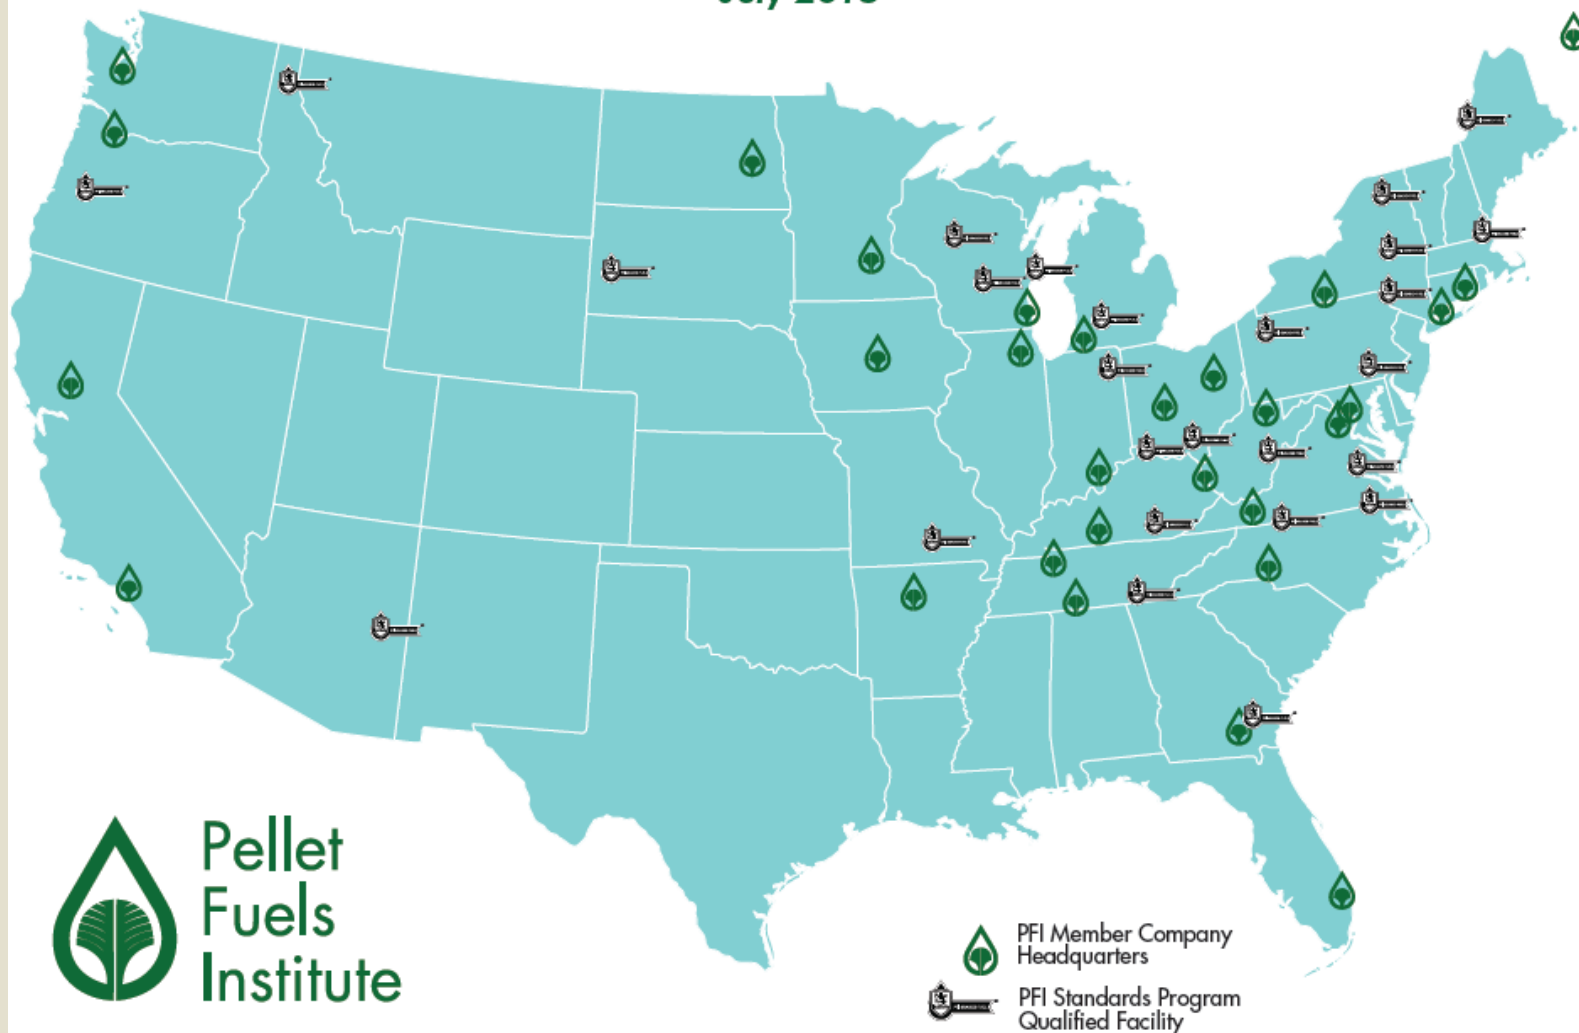 Pellet
Fuels
Institute
PFI Member Company
Headquarters
PFI Standards Program
Qualified Facility